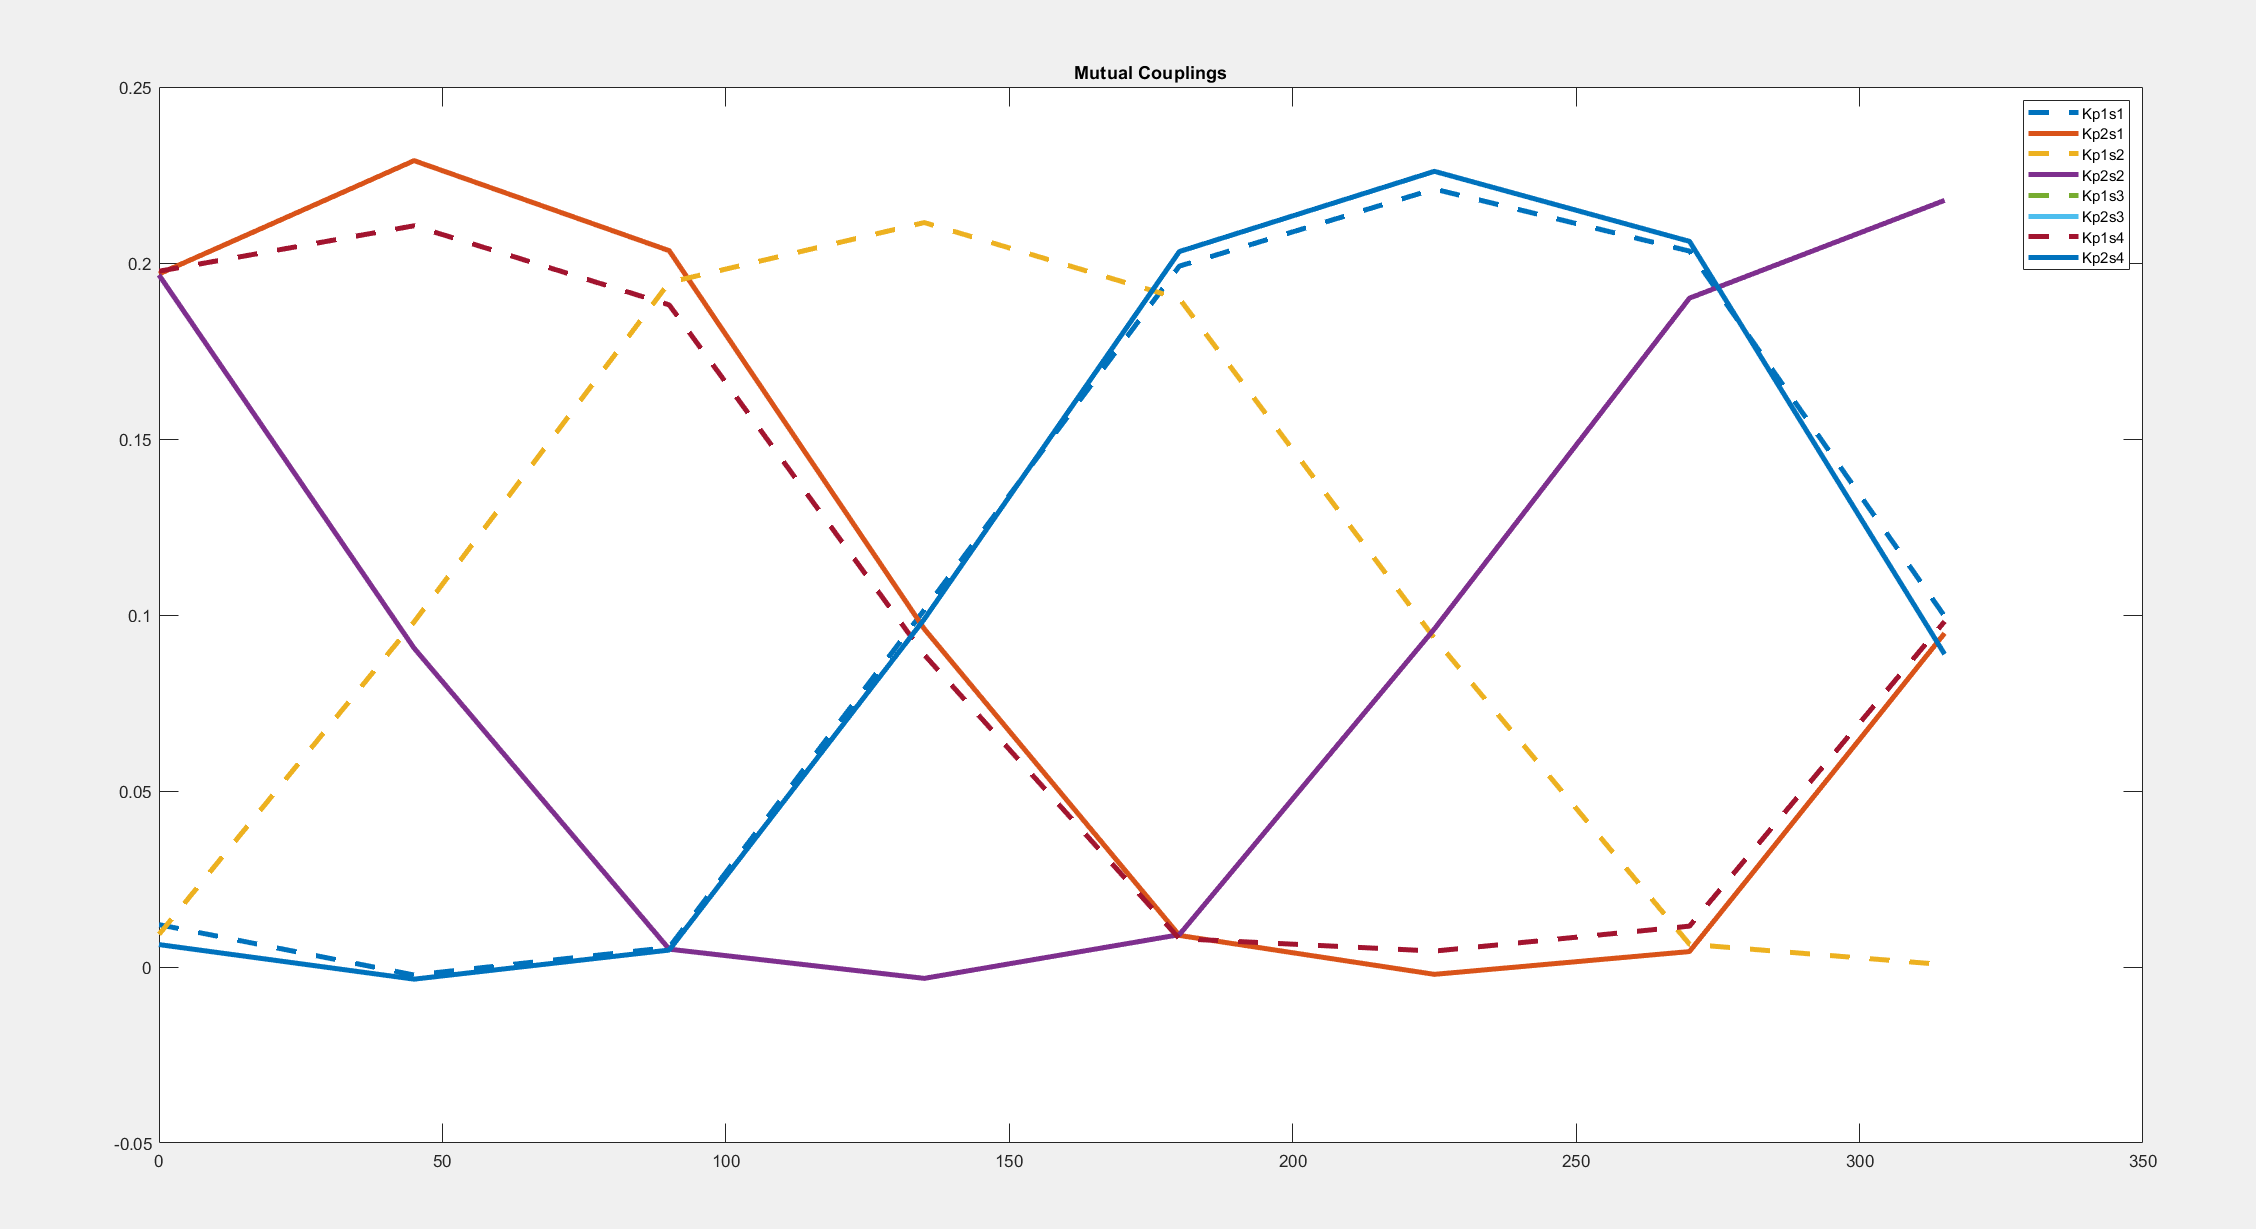 Mutual Couplings
0.25
0.2
0.15
0.1
0.05
0
-0.05
0 50 100 150 200 250 300 350
Kp1s1
Kp2s1
Kp1s2
Kp2s2
Kp1s3
Kp2s3
Kp1s4
Kp2s4